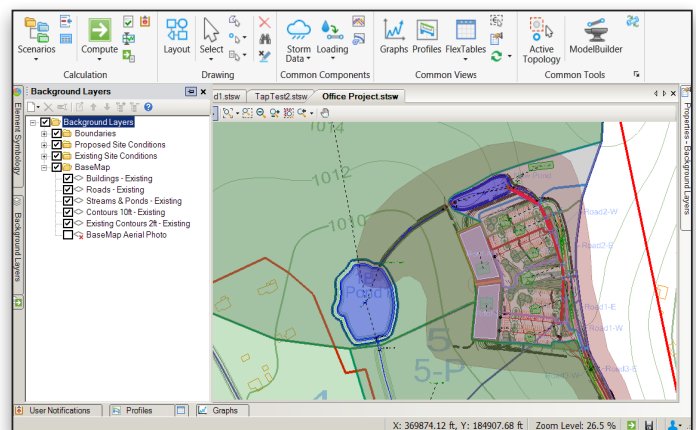 Scenarios
Compute
Layout
Select
Storm Data
Loading
Graphs
Profiles
FlexTables
Active Topology
ModelBuilder
Calculation
Drawing
Common Components
Common Views
Common Tools
Background Layers
d1.stsw
TapTest2.stsw
Office Project.stsw
Background Layers
Boundaries
Proposed Site Conditions
Existing Site Conditions
BaseMap
Buildings - Existing
Roads - Existing
Streams & Ponds - Existing
Contours 10ft - Existing
Existing Contours 2ft - Existing
BaseMap Aerial Photo
Element Symbology
Background Layers
Properties - Background Layers
1014
1012
1010
Road2-W
Road2-E
Road1-E
Road1-W
Road3-E
Pond
5
5-P
4
User Notifications
Profiles
Graphs
X: 369874.12 ft, Y: 184907.68 ft
Zoom Level: 26.5 %